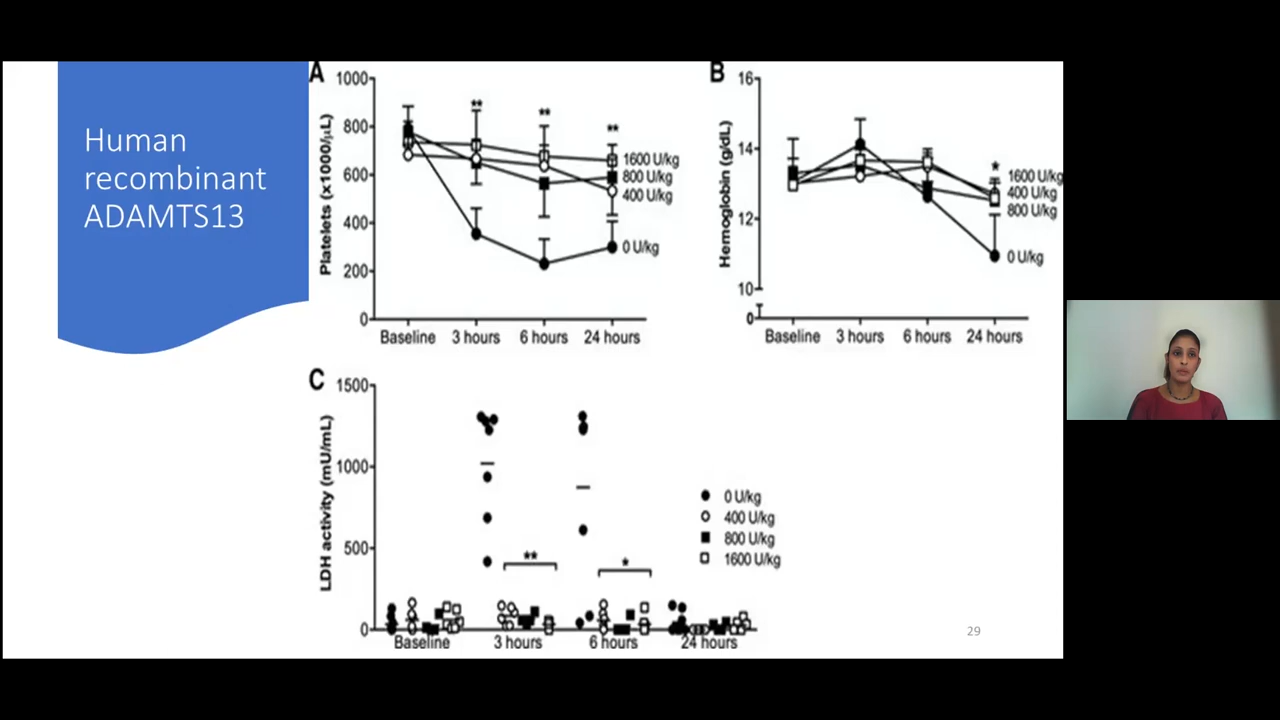 Human
recombinant
ADAMTS13
A
Platelets (x1000/µL)
1000
800
600
400
200
0
**
**
**
1600 U/kg
800 U/kg
400 U/kg
0 U/kg
Baseline
3 hours
6 hours
24 hours
B
Hemoglobin (g/dL)
16
14
12
10
0
*
1600 U/kg
400 U/kg
800 U/kg
0 U/kg
Baseline
3 hours
6 hours
24 hours
C
LDH activity (mU/mL)
1500
1000
500
0
**
*
0 U/kg
400 U/kg
800 U/kg
1600 U/kg
Baseline
3 hours
6 hours
24 hours
29